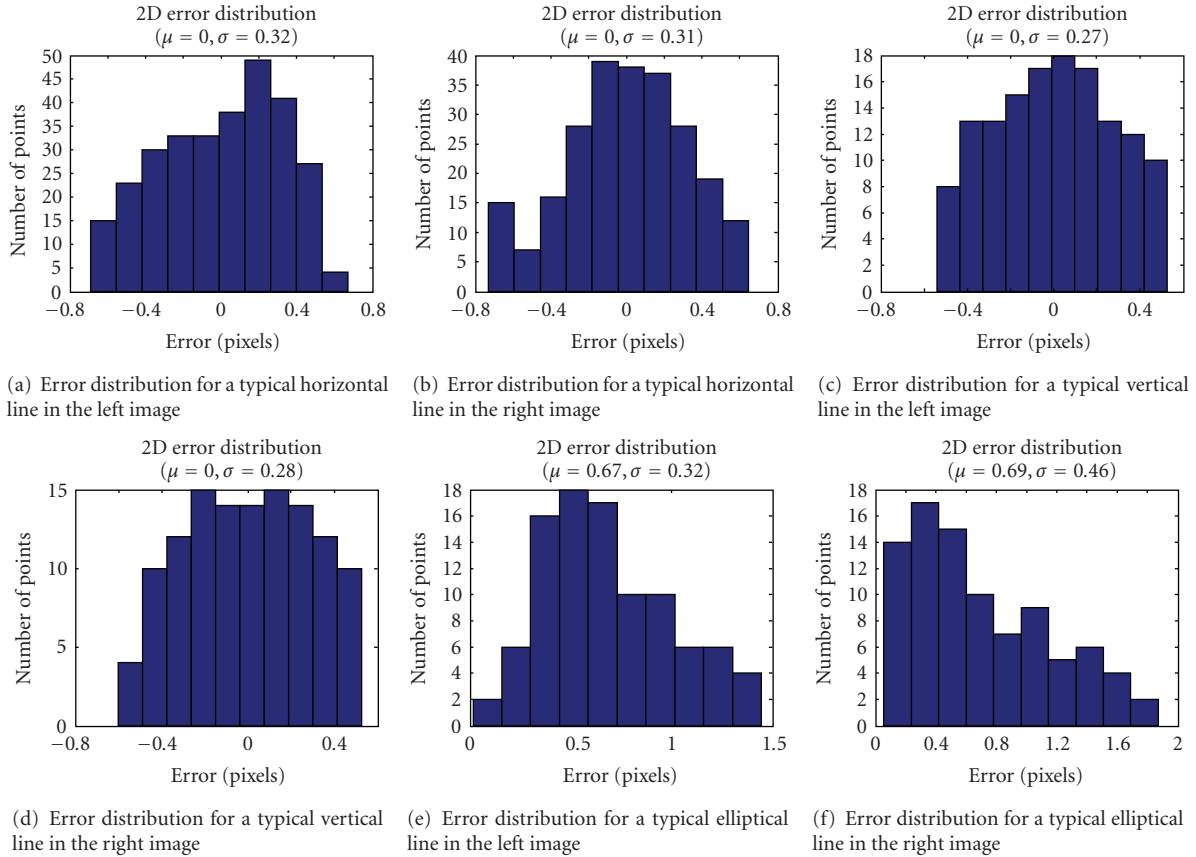 2D error distribution
(μ = 0, σ = 0.32)
Number of points
50
45
40
35
30
25
20
15
10
5
0
−0.8
−0.4
0
0.4
0.8
Error (pixels)
(a) Error distribution for a typical horizontal
line in the left image
2D error distribution
(μ = 0, σ = 0.31)
Number of points
40
35
30
25
20
15
10
5
0
−0.8
−0.4
0
0.4
0.8
Error (pixels)
(b) Error distribution for a typical horizontal
line in the right image
2D error distribution
(μ = 0, σ = 0.27)
Number of points
18
16
14
12
10
8
6
4
2
0
−0.8
−0.4
0
0.4
Error (pixels)
(c) Error distribution for a typical vertical
line in the left image
2D error distribution
(μ = 0, σ = 0.28)
Number of points
15
10
5
0
−0.8
−0.4
0
0.4
Error (pixels)
(d) Error distribution for a typical vertical
line in the right image
2D error distribution
(μ = 0.67, σ = 0.32)
Number of points
18
16
14
12
10
8
6
4
2
0
0
0.5
1
1.5
Error (pixels)
(e) Error distribution for a typical elliptical
line in the left image
2D error distribution
(μ = 0.69, σ = 0.46)
Number of points
18
16
14
12
10
8
6
4
2
0
0
0.4
0.8
1.2
1.6
2
Error (pixels)
(f) Error distribution for a typical elliptical
line in the right image